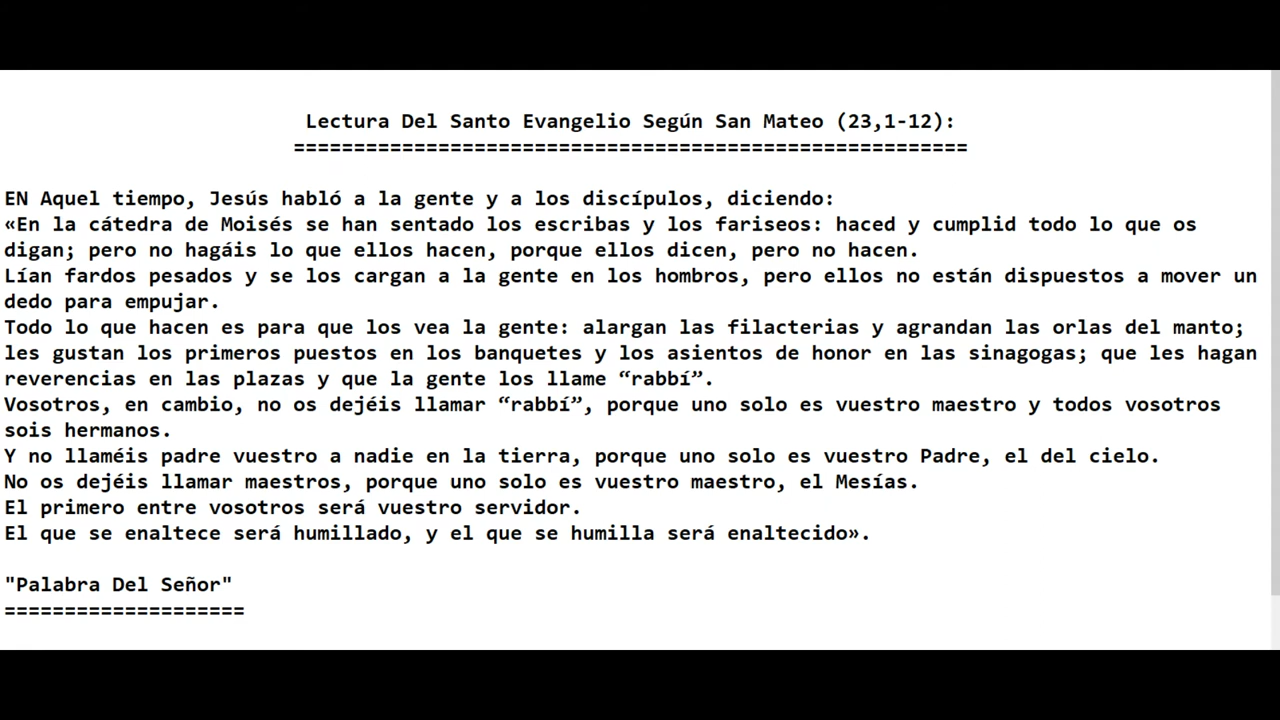 Lectura Del Santo Evangelio Según San Mateo (23,1-12):
========================================================
EN Aquel tiempo, Jesús habló a la gente y a los discípulos, diciendo:
«En la cátedra de Moisés se han sentado los escribas y los fariseos: haced y cumplid todo lo que os
digan; pero no hagáis lo que ellos hacen, porque ellos dicen, pero no hacen.
Lían fardos pesados y se los cargan a la gente en los hombros, pero ellos no están dispuestos a mover un
dedo para empujar.
Todo lo que hacen es para que los vea la gente: alargan las filacterias y agrandan las orlas del manto;
les gustan los primeros puestos en los banquetes y los asientos de honor en las sinagogas; que les hagan
reverencias en las plazas y que la gente los llame “rabbí”.
Vosotros, en cambio, no os dejéis llamar “rabbí”, porque uno solo es vuestro maestro y todos vosotros
sois hermanos.
Y no llaméis padre vuestro a nadie en la tierra, porque uno solo es vuestro Padre, el del cielo.
No os dejéis llamar maestros, porque uno solo es vuestro maestro, el Mesías.
El primero entre vosotros será vuestro servidor.
El que se enaltece será humillado, y el que se humilla será enaltecido».
"Palabra Del Señor"
====================